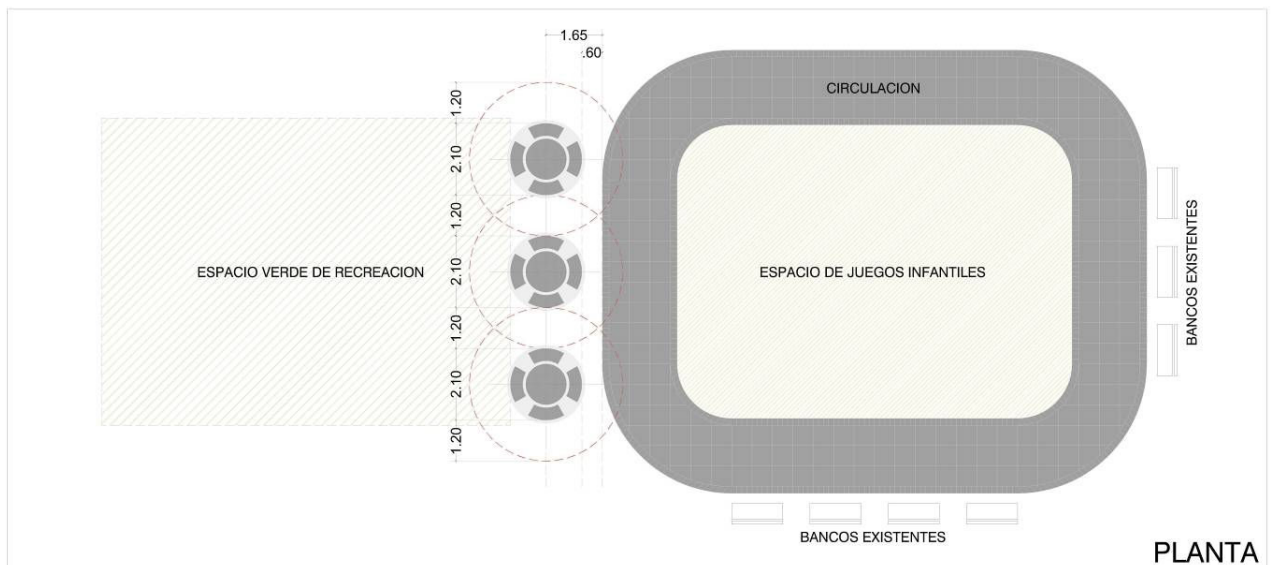 1.65
.60
1.20
CIRCULACION
2.10
1.20
ESPACIO VERDE DE RECREACION
2.10
ESPACIO DE JUEGOS INFANTILES
BANCOS EXISTENTES
1.20
2.10
1.20
BANCOS EXISTENTES
PLANTA